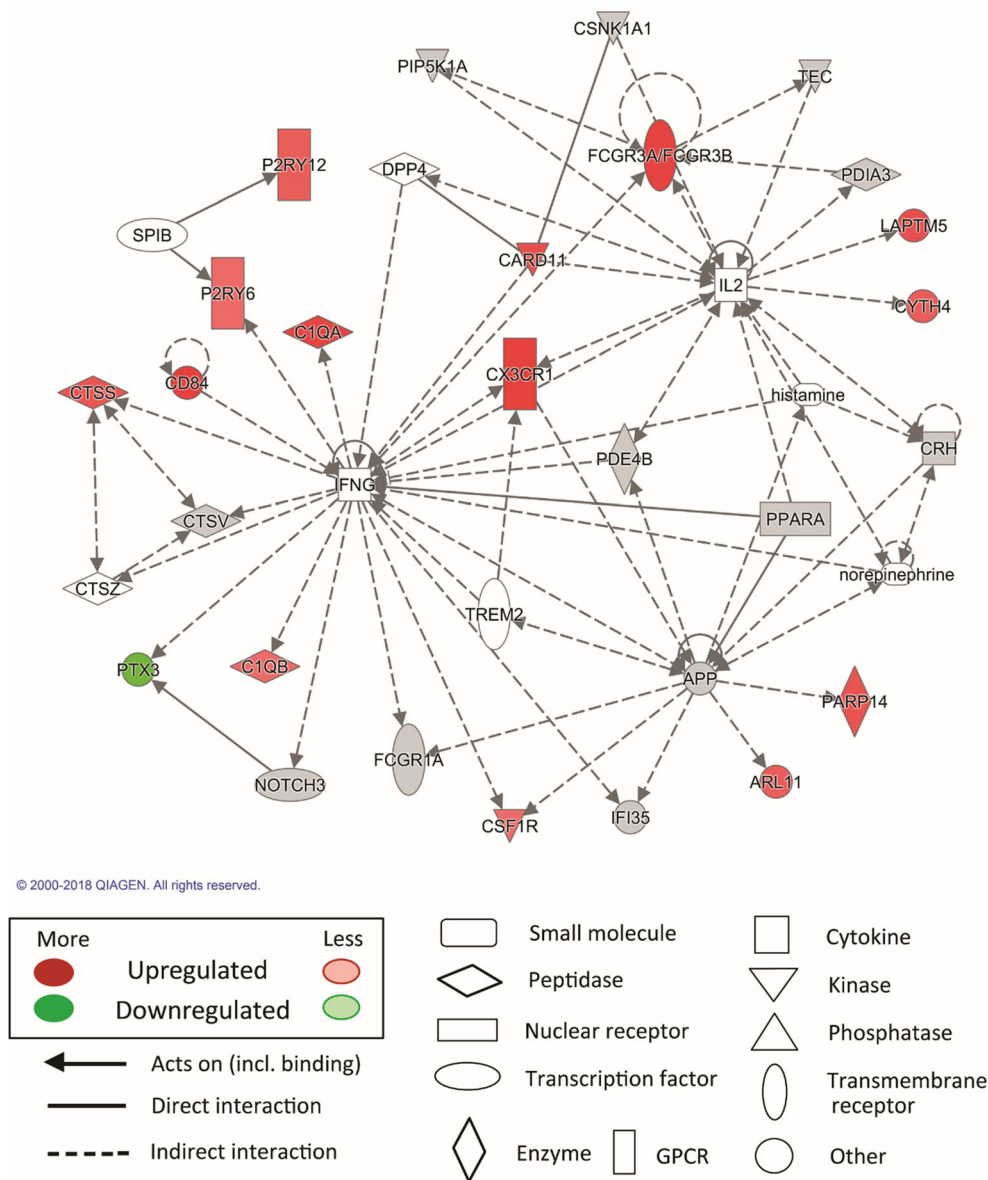 CSNK1A1
PIP5K1A
TEC
P2RY12
FCGR3A/FCGR3B
DPP4
PDIA3
LAPTM5
SPIB
CARD11
IL2
P2RY6
CYTH4
C1QA
CX3CR1
CD84
CTSS
histamine
CRH
PDE4B
IFNG
CTSV
PPARA
norepinephrine
CTSZ
TREM2
PTX3
C1QB
APP
PARP14
FCGR1A
NOTCH3
ARL11
CSF1R
IFI35
© 2000-2018 QIAGEN. All rights reserved.
More Less
Upregulated
Downregulated
Acts on (incl. binding)
Direct interaction
Indirect interaction
Small molecule
Peptidase
Nuclear receptor
Transcription factor
Enzyme
GPCR
Cytokine
Kinase
Phosphatase
Transmembrane
receptor
Other